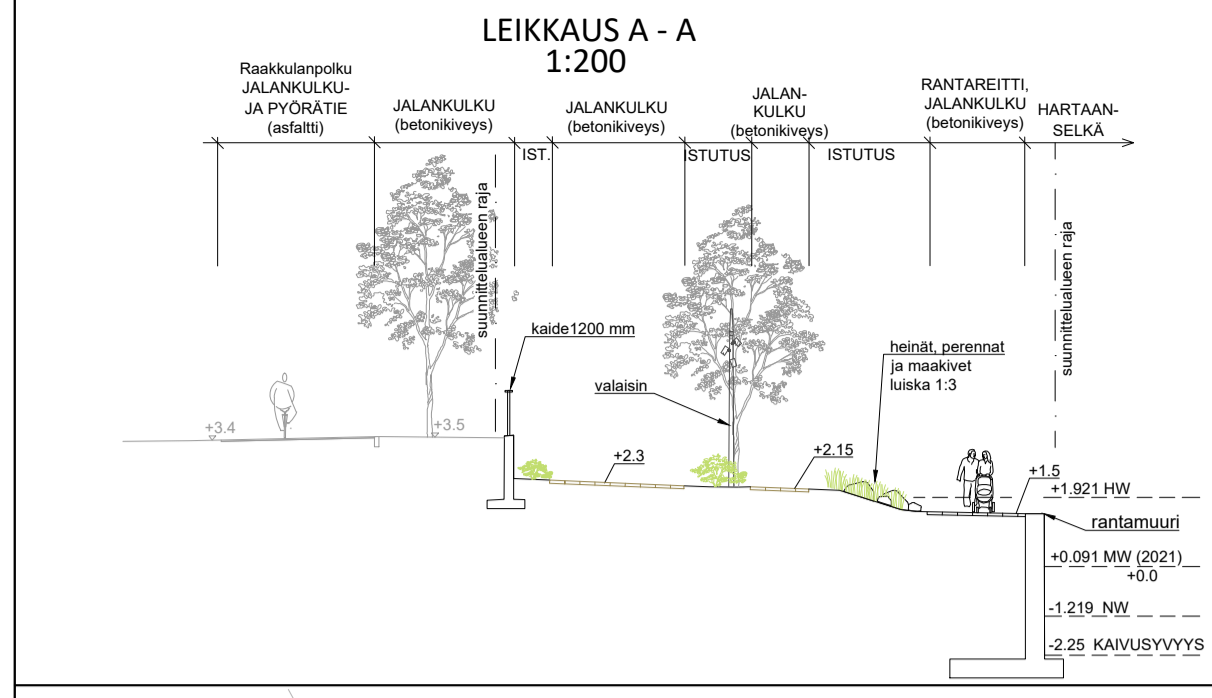 LEIKKAUS A - A
1:200
Raakkulanpolku
JALANKULKU-
JA PYÖRÄTIE
(asfaltti)
JALANKULKU
(betonikiveys)
JALANKULKU
(betonikiveys)
JALAN-
KULKU
(betonikiveys)
RANTAREITTI,
JALANKULKU
(betonikiveys)
HARTAAN-
SELKÄ
IST.
ISTUTUS
ISTUTUS
suunnittelualueen raja
suunnittelualueen raja
kaide1200 mm
valaisin
heinät, perennat
ja maakivet
luiska 1:3
+3.4
+3.5
+2.3
+2.15
+1.5
+1.921 HW
rantamuuri
+0.091 MW (2021)
+0.0
-1.219 NW
-2.25 KAIVUSYVYYS